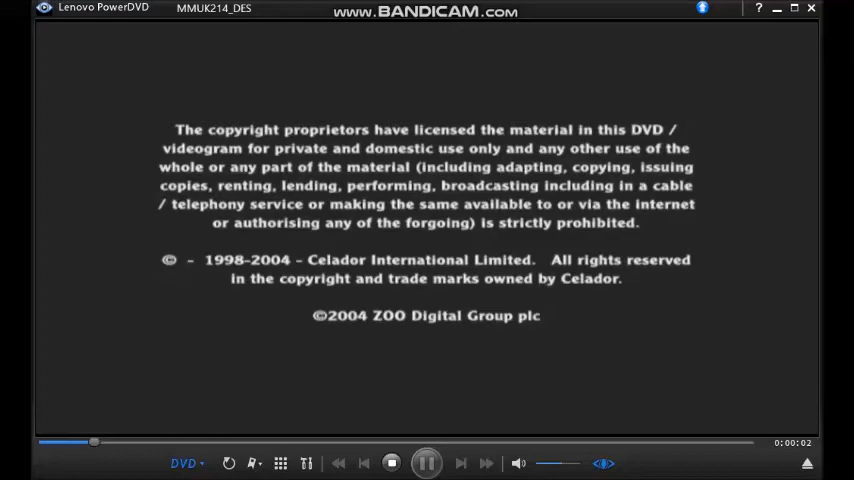 Lenovo PowerDVD
MMUK214_DES
www.BANDICAM.com
?
The copyright proprietors have licensed the material in this DVD /
videogram for private and domestic use only and any other use of the
whole or any part of the material (including adapting, copying, issuing
copies, renting, lending, performing, broadcasting including in a cable
/ telephony service or making the same available to or via the internet
or authorising any of the forgoing) is strictly prohibited.
© - 1998-2004 - Celador International Limited. All rights reserved
in the copyright and trade marks owned by Celador.
©2004 ZOO Digital Group plc
0:00:02
DVD